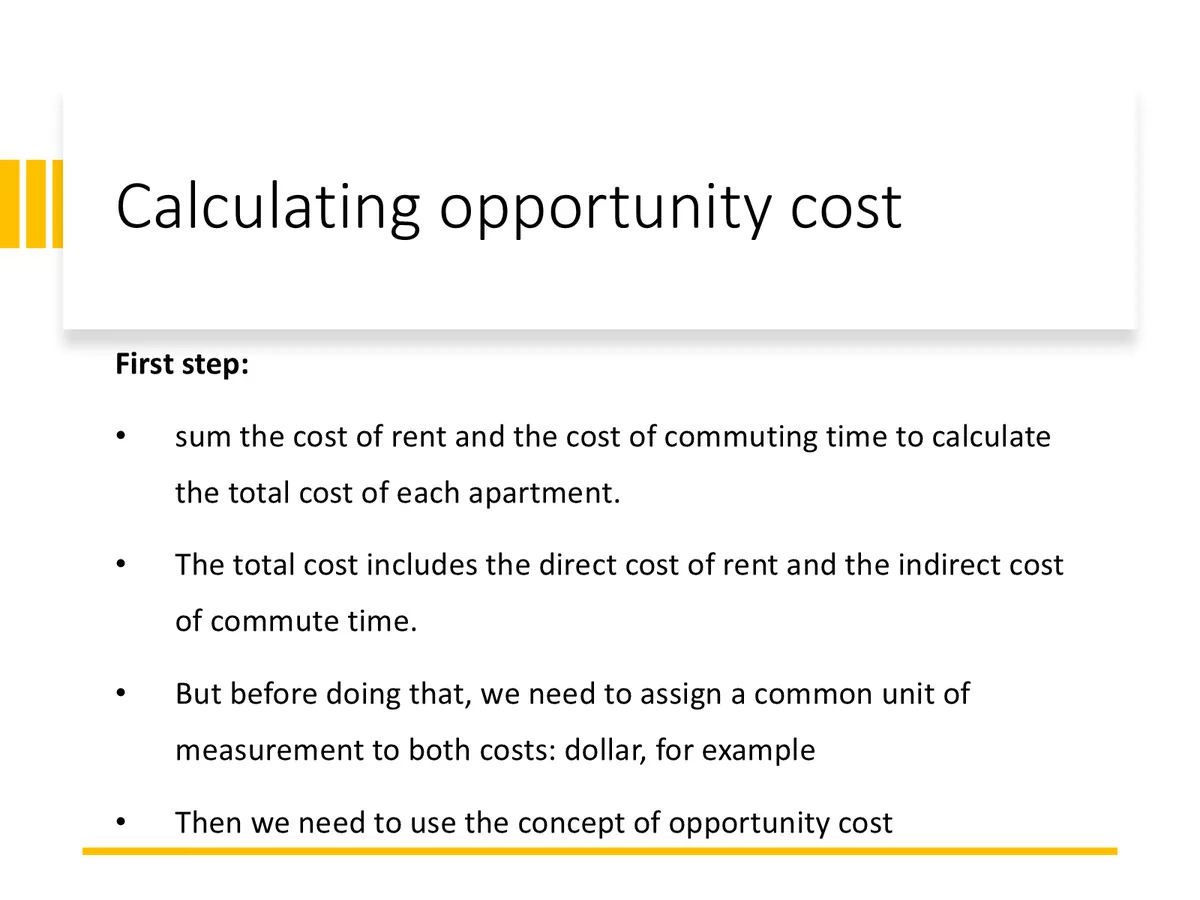 Calculating opportunity cost
First step:
• sum the cost of rent and the cost of commuting time to calculate
the total cost of each apartment.
• The total cost includes the direct cost of rent and the indirect cost
of commute time.
• But before doing that, we need to assign a common unit of
measurement to both costs: dollar, for example
• Then we need to use the concept of opportunity cost